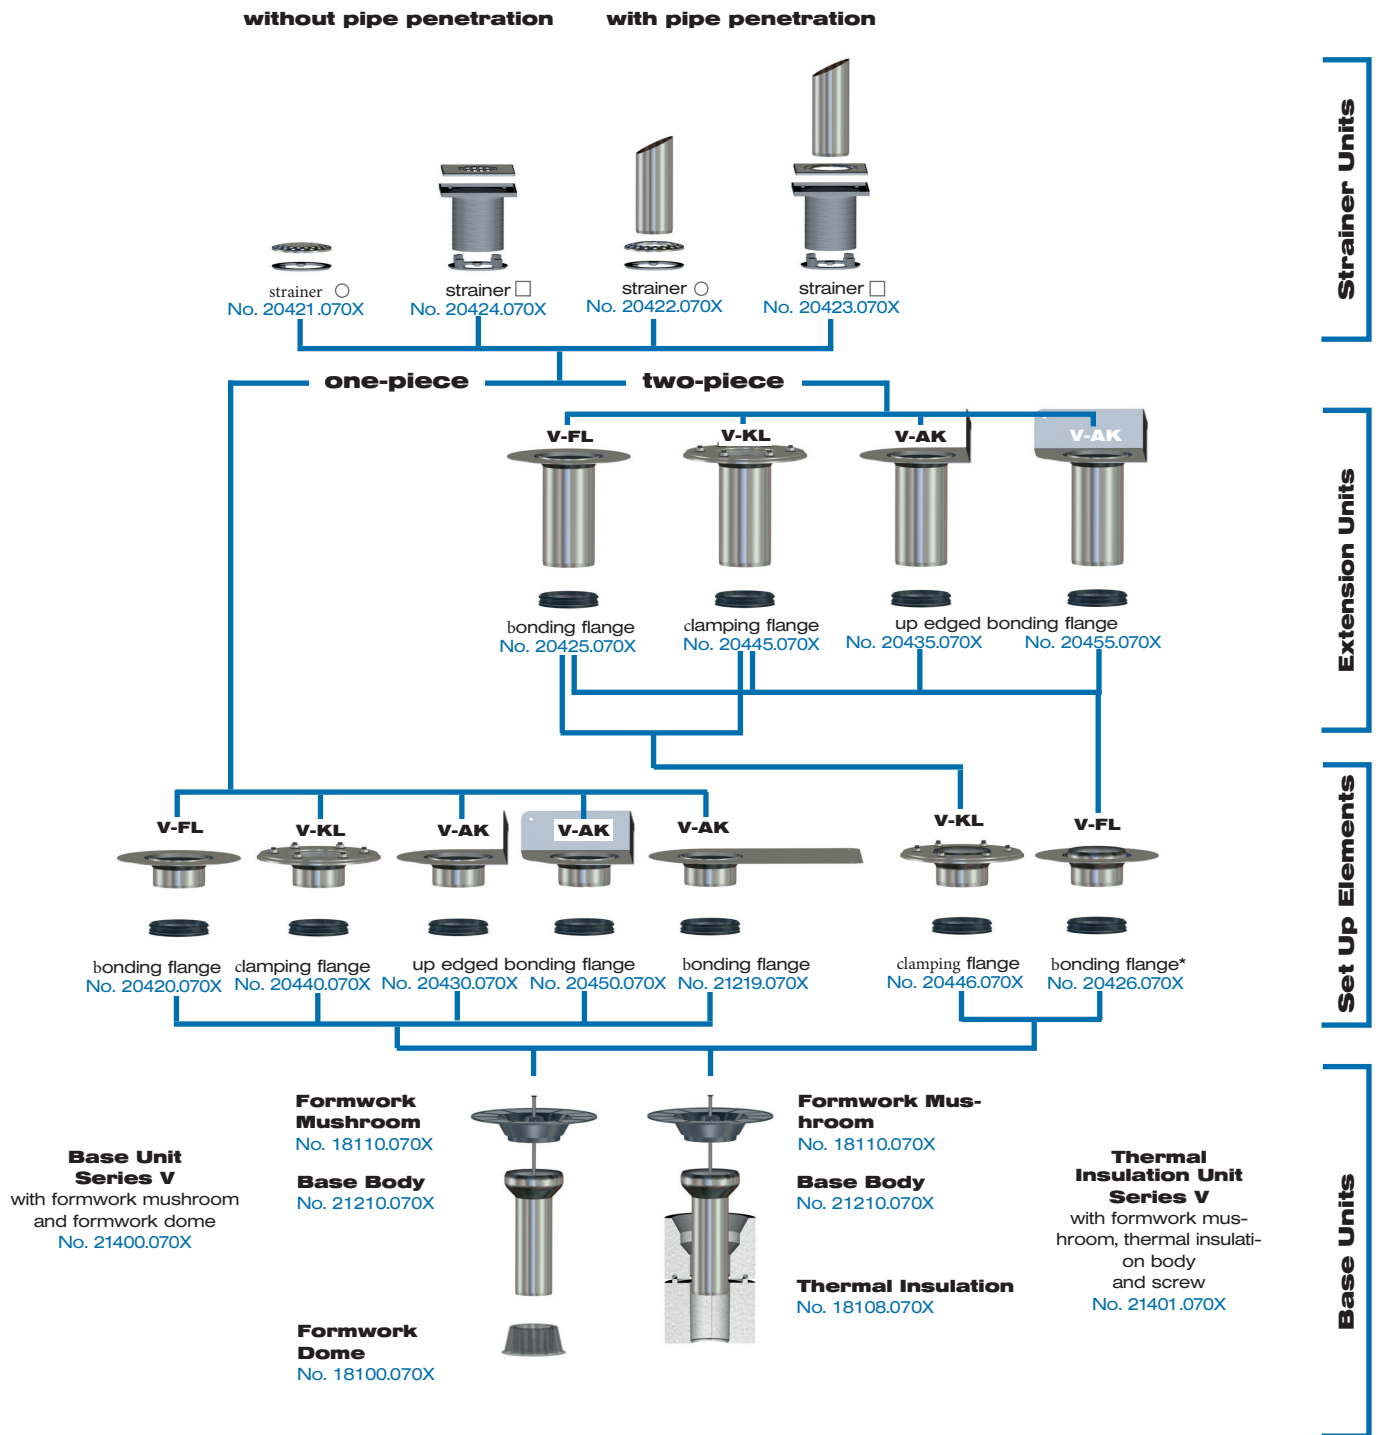 without pipe penetration
with pipe penetration
Strainer Units
strainer
No. 20421.070X
strainer
No. 20424.070X
strainer
No. 20422.070X
strainer
No. 20423.070X
one-piece
two-piece
Extension Units
V-FL
V-KL
V-AK
V-AK
bonding flange
No. 20425.070X
clamping flange
No. 20445.070X
up edged bonding flange
No. 20435.070X
No. 20455.070X
Set Up Elements
V-FL
V-KL
V-AK
V-AK
V-AK
V-KL
V-FL
bonding flange
No. 20420.070X
clamping flange
No. 20440.070X
up edged bonding flange
No. 20430.070X
No. 20450.070X
bonding flange
No. 21219.070X
clamping flange
No. 20446.070X
bonding flange*
No. 20426.070X
Base Units
Base Unit
Series V
with formwork mushroom
and formwork dome
No. 21400.070X
Formwork
Mushroom
No. 18110.070X
Base Body
No. 21210.070X
Formwork
Dome
No. 18100.070X
Formwork Mus-
hroom
No. 18110.070X
Base Body
No. 21210.070X
Thermal Insulation
No. 18108.070X
Thermal
Insulation Unit
Series V
with formwork mus-
hroom, thermal insulati-
on body
and screw
No. 21401.070X